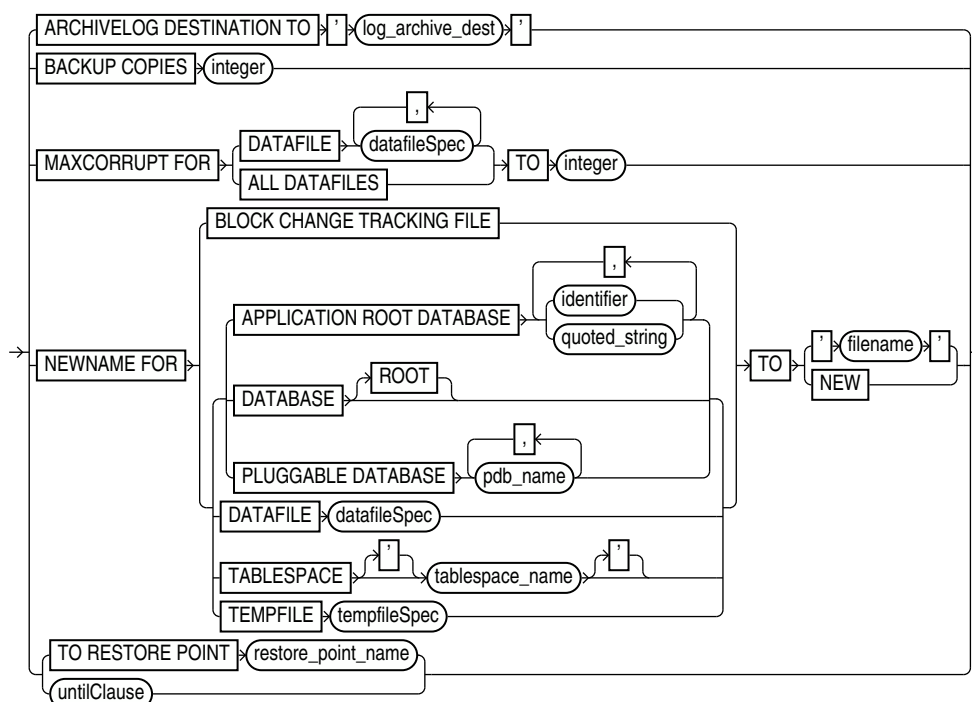 ARCHIVELOG DESTINATION TO ' log_archive_dest '
BACKUP COPIES integer
,
DATAFILE datafileSpec
MAXCORRUPT FOR TO integer
ALL DATAFILES
BLOCK CHANGE TRACKING FILE
,
identifier
APPLICATION ROOT DATABASE
quoted_string
' filename '
NEWNAME FOR TO
ROOT NEW
DATABASE
,
PLUGGABLE DATABASE pdb_name
DATAFILE datafileSpec
' '
TABLESPACE tablespace_name
TEMPFILE tempfileSpec
TO RESTORE POINT restore_point_name
untilClause